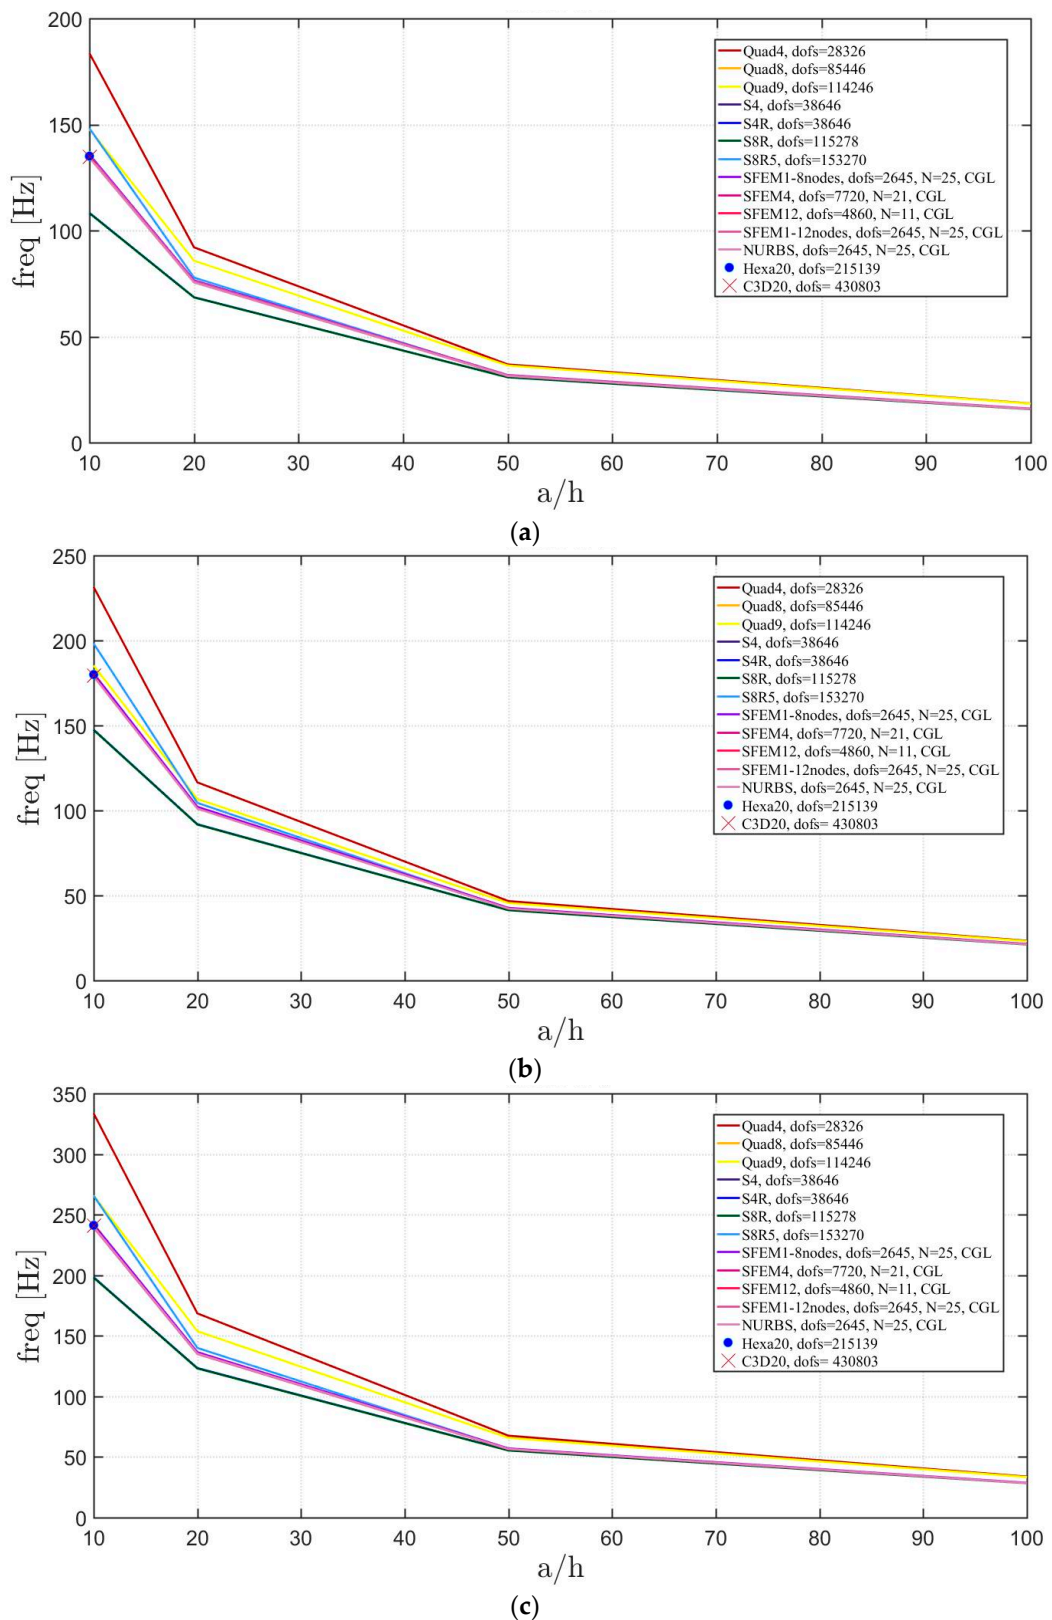 200
150
100
50
0
freq [Hz]
Quad4, dofs=28326
Quad8, dofs=85446
Quad9, dofs=114246
S4, dofs=38646
S4R, dofs=38646
S8R, dofs=115278
S8R5, dofs=153270
SFEM1-8nodes, dofs=2645, N=25, CGL
SFEM4, dofs=7720, N=21, CGL
SFEM12, dofs=4860, N=11, CGL
SFEM1-12nodes, dofs=2645, N=25, CGL
NURBS, dofs=2645, N=25, CGL
Hexa20, dofs=215139
C3D20, dofs= 430803
10 20 30 40 50 60 70 80 90 100
a/h
(a)
250
200
150
100
50
0
freq [Hz]
Quad4, dofs=28326
Quad8, dofs=85446
Quad9, dofs=114246
S4, dofs=38646
S4R, dofs=38646
S8R, dofs=115278
S8R5, dofs=153270
SFEM1-8nodes, dofs=2645, N=25, CGL
SFEM4, dofs=7720, N=21, CGL
SFEM12, dofs=4860, N=11, CGL
SFEM1-12nodes, dofs=2645, N=25, CGL
NURBS, dofs=2645, N=25, CGL
Hexa20, dofs=215139
C3D20, dofs= 430803
10 20 30 40 50 60 70 80 90 100
a/h
(b)
350
300
250
200
150
100
50
0
freq [Hz]
Quad4, dofs=28326
Quad8, dofs=85446
Quad9, dofs=114246
S4, dofs=38646
S4R, dofs=38646
S8R, dofs=115278
S8R5, dofs=153270
SFEM1-8nodes, dofs=2645, N=25, CGL
SFEM4, dofs=7720, N=21, CGL
SFEM12, dofs=4860, N=11, CGL
SFEM1-12nodes, dofs=2645, N=25, CGL
NURBS, dofs=2645, N=25, CGL
Hexa20, dofs=215139
C3D20, dofs= 430803
10 20 30 40 50 60 70 80 90 100
a/h
(c)